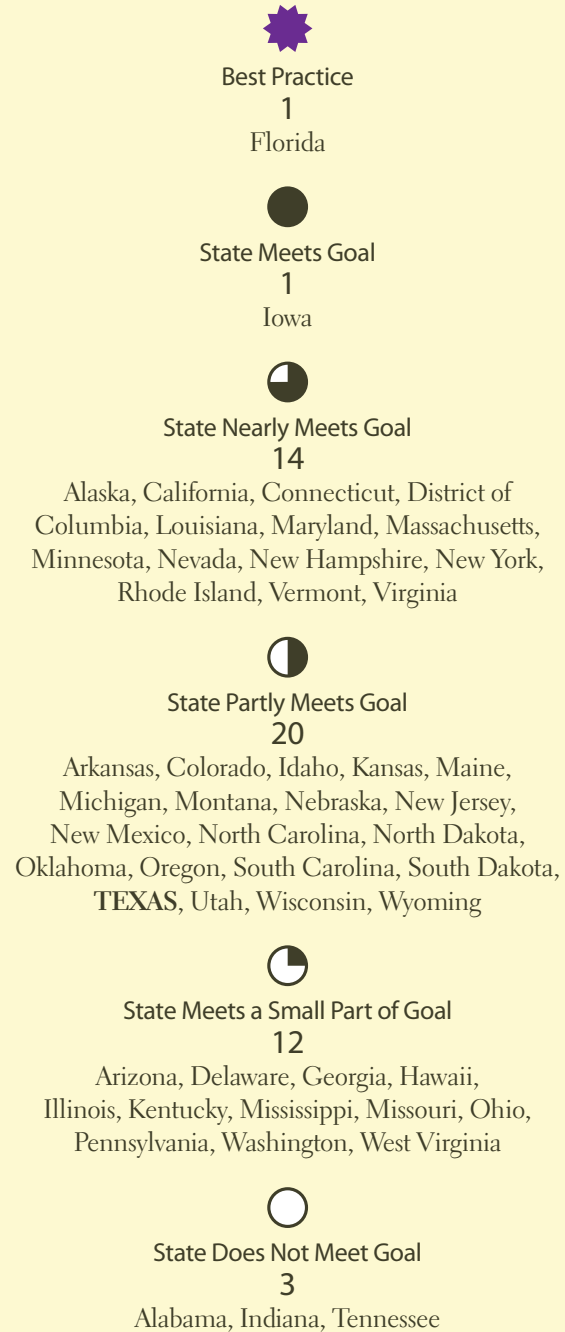 Best Practice
1
Florida
State Meets Goal
1
Iowa
State Nearly Meets Goal
14
Alaska, California, Connecticut, District of
Columbia, Louisiana, Maryland, Massachusetts,
Minnesota, Nevada, New Hampshire, New York,
Rhode Island, Vermont, Virginia
State Partly Meets Goal
20
Arkansas, Colorado, Idaho, Kansas, Maine,
Michigan, Montana, Nebraska, New Jersey,
New Mexico, North Carolina, North Dakota,
Oklahoma, Oregon, South Carolina, South Dakota,
TEXAS, Utah, Wisconsin, Wyoming
State Meets a Small Part of Goal
12
Arizona, Delaware, Georgia, Hawaii,
Illinois, Kentucky, Mississippi, Missouri, Ohio,
Pennsylvania, Washington, West Virginia
State Does Not Meet Goal
3
Alabama, Indiana, Tennessee